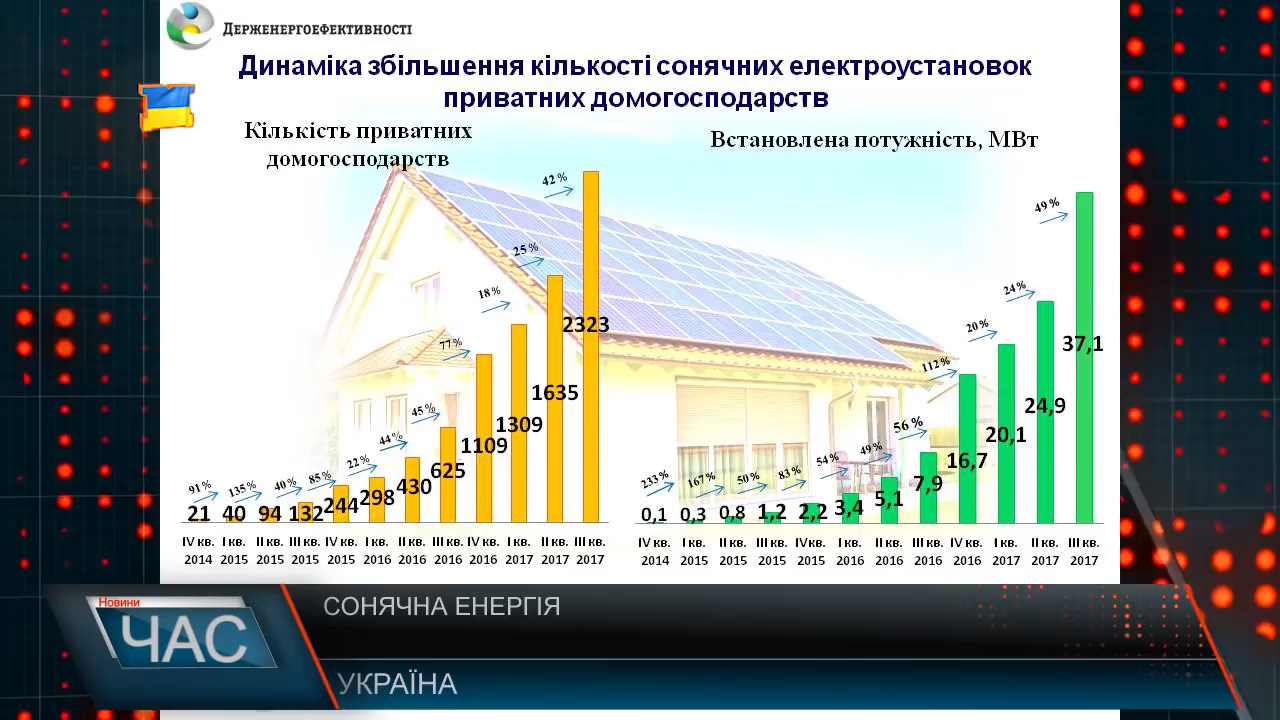 ДЕРЖЕНЕРГОЕФЕКТИВНОСТІ
Динаміка збільшення кількості сонячних електроустановок
приватних домогосподарств
Кількість приватних
домогосподарств
91 % 135 % 40 % 85 % 22 % 44 % 45 % 77 % 18 % 25 % 42 %
21 40 94 132 244 298 430 625 1109 1309 1635 2323
IV кв. I кв. II кв. III кв. IV кв. I кв. II кв. III кв. IV кв. I кв. II кв. III кв.
2014 2015 2015 2015 2015 2016 2016 2016 2016 2017 2017 2017
Встановлена потужність, МВт
233 % 167 % 50 % 83 % 54 % 49 % 56 % 112 % 20 % 24 % 49 %
0,1 0,3 0,8 1,2 2,2 3,4 5,1 7,9 16,7 20,1 24,9 37,1
IV кв. I кв. II кв. III кв. IVкв. I кв. II кв. III кв. IV кв. I кв. II кв. III кв.
2014 2015 2015 2015 2015 2016 2016 2016 2016 2017 2017 2017
Новини
ЧАС
СОНЯЧНА ЕНЕРГІЯ
УКРАЇНА